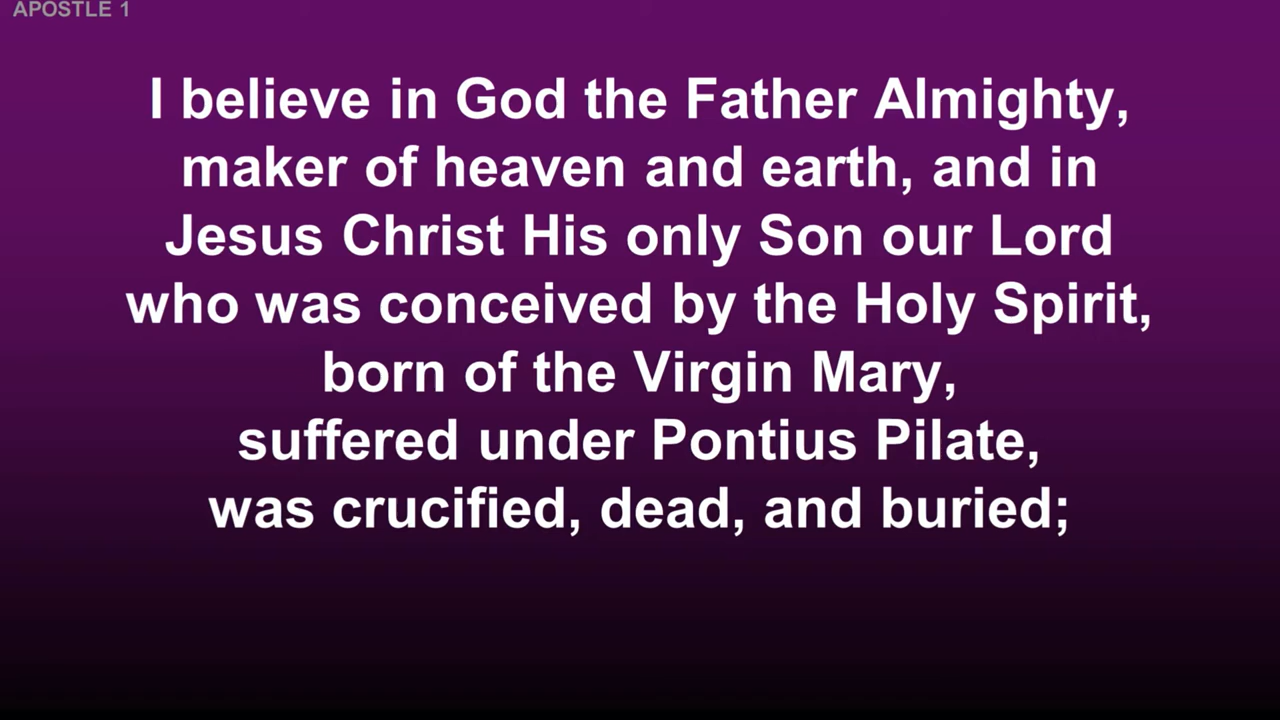 APOSTLE 1
I believe in God the Father Almighty,
maker of heaven and earth, and in
Jesus Christ His only Son our Lord
who was conceived by the Holy Spirit,
born of the Virgin Mary,
suffered under Pontius Pilate,
was crucified, dead, and buried;